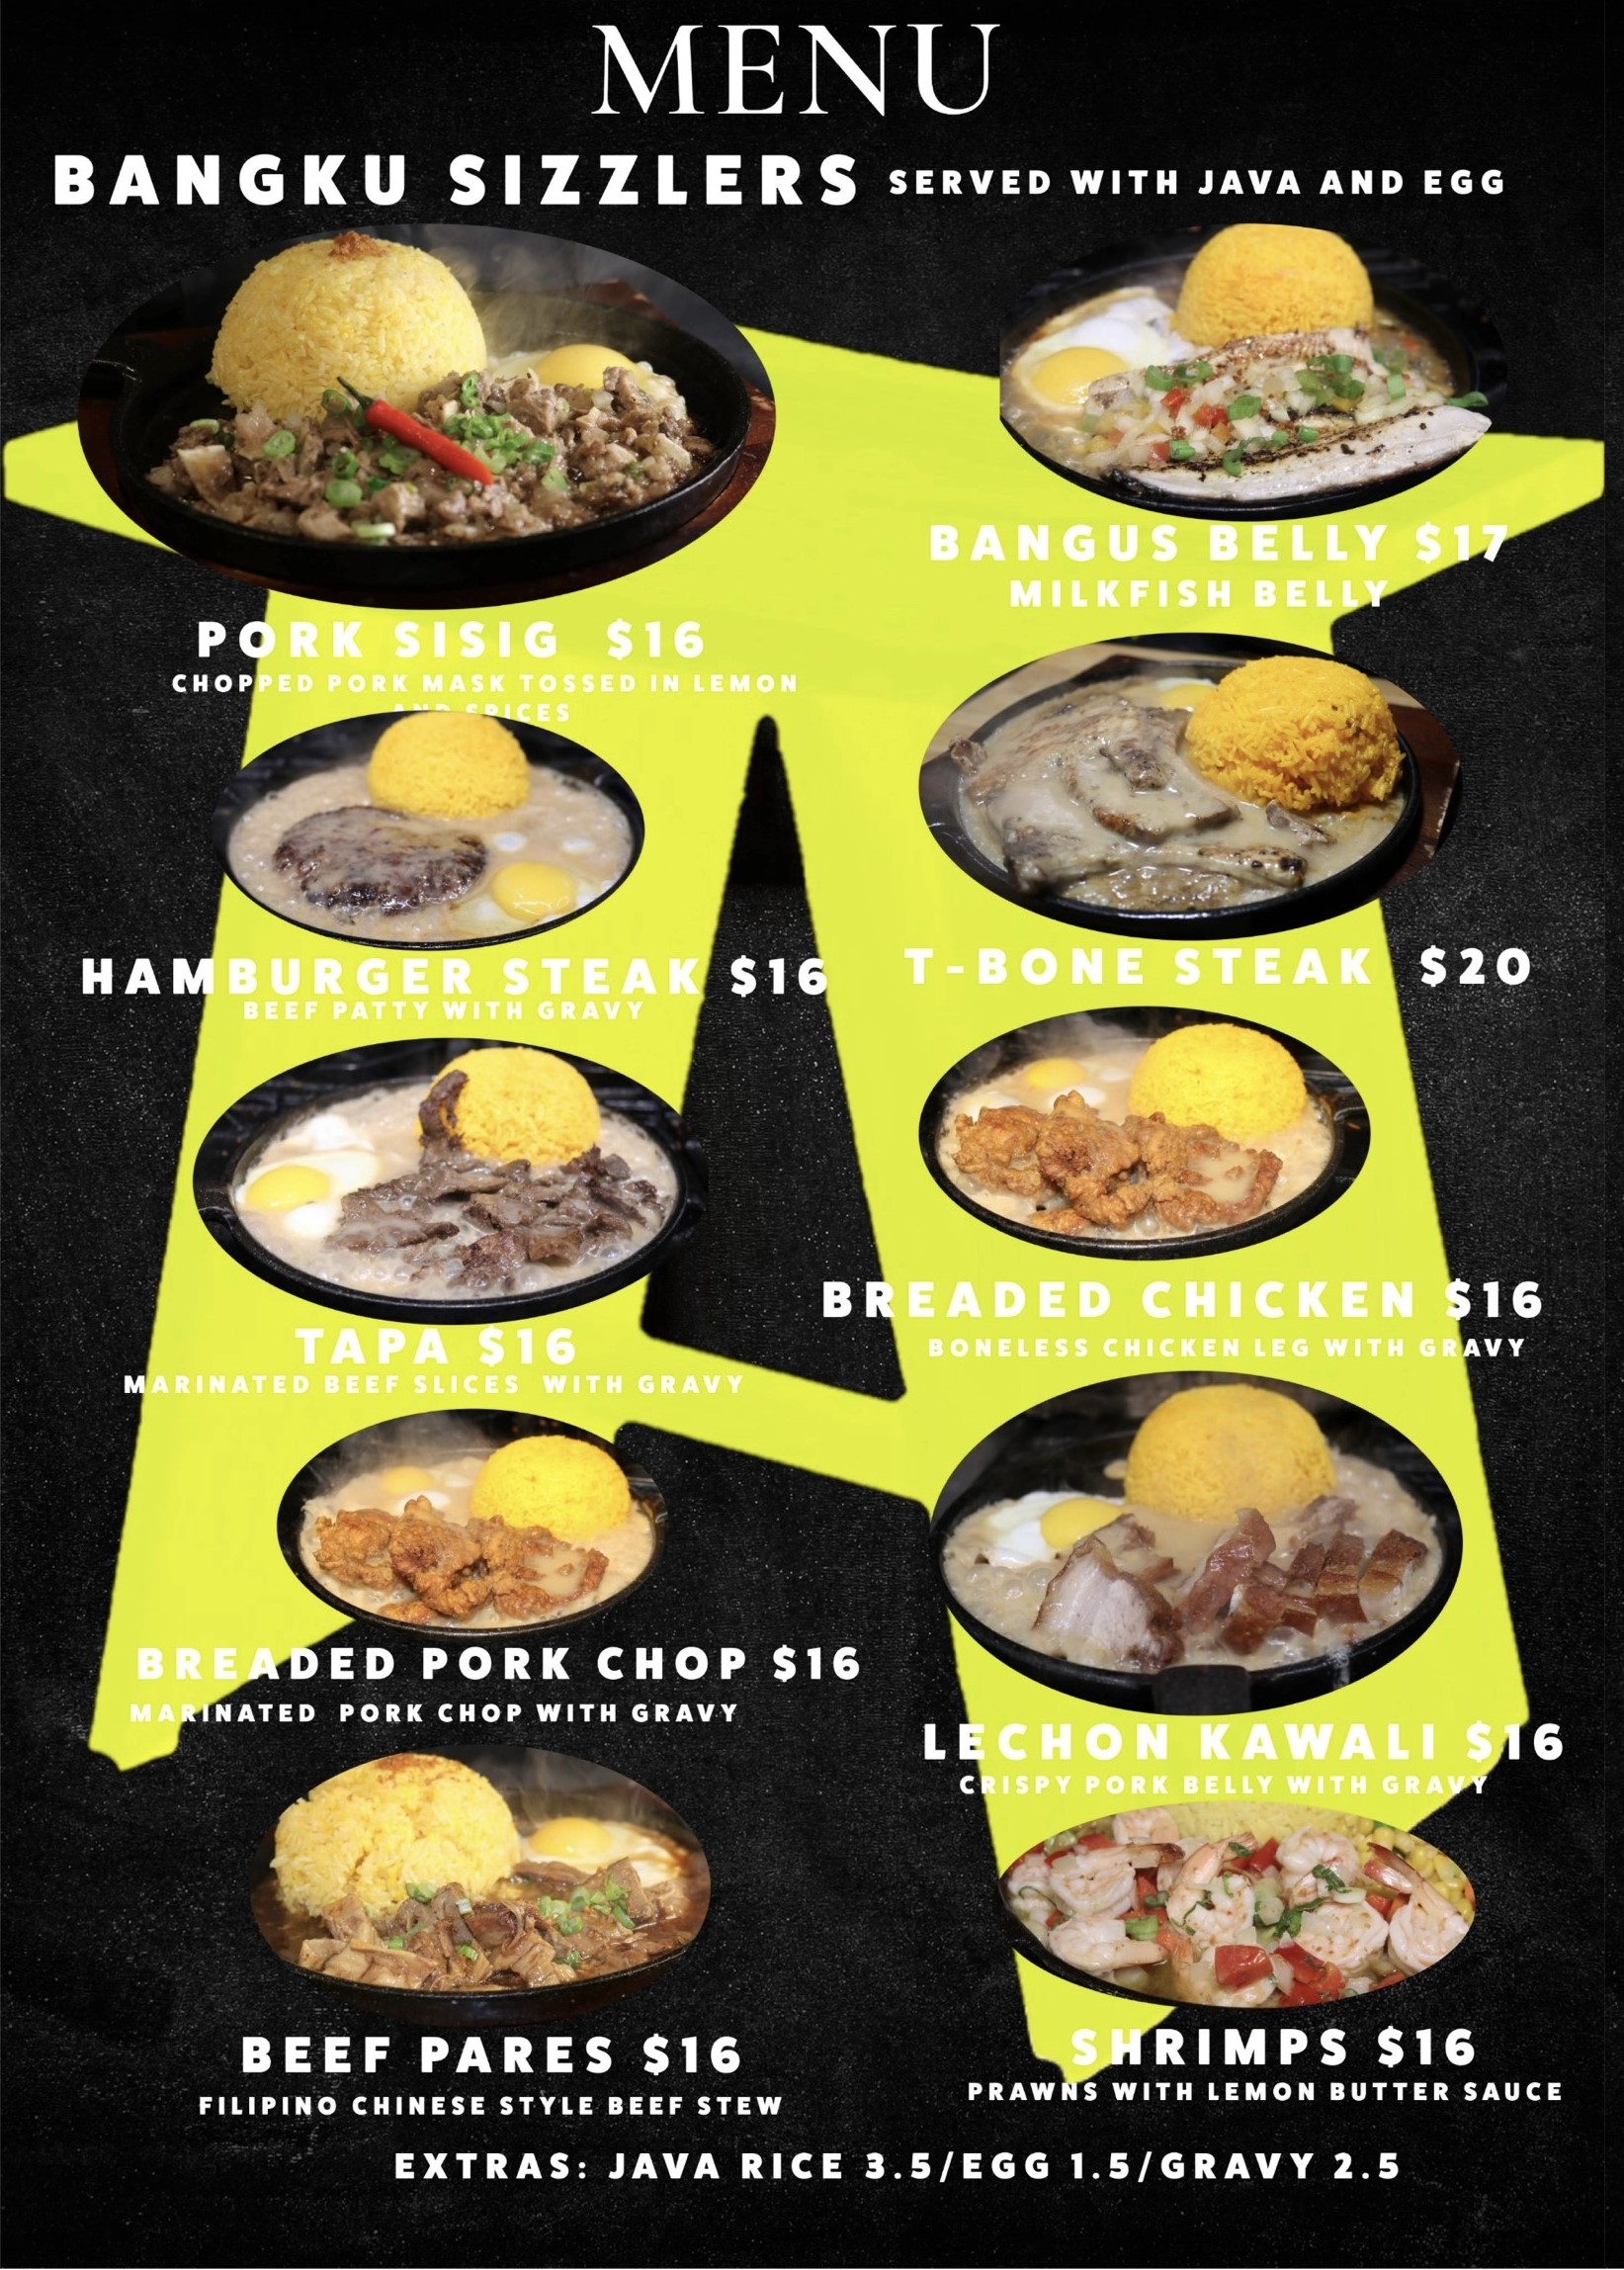 MENU
BANGKU SIZZLERS SERVED WITH JAVA AND EGG
PORK SISIG $16
CHOPPED PORK MASK TOSSED IN LEMON
AND SPICES
HAMBURGER STEAK $16
BEEF PATTY WITH GRAVY
TAPA $16
MARINATED BEEF SLICES WITH GRAVY
BREADED PORK CHOP $16
MARINATED PORK CHOP WITH GRAVY
BEEF PARES $16
FILIPINO CHINESE STYLE BEEF STEW
BANGUS BELLY $17
MILKFISH BELLY
T-BONE STEAK $20
BREADED CHICKEN $16
BONELESS CHICKEN LEG WITH GRAVY
LECHON KAWALI $16
CRISPY PORK BELLY WITH GRAVY
SHRIMPS $16
PRAWNS WITH LEMON BUTTER SAUCE
EXTRAS: JAVA RICE 3.5/EGG 1.5/GRAVY 2.5